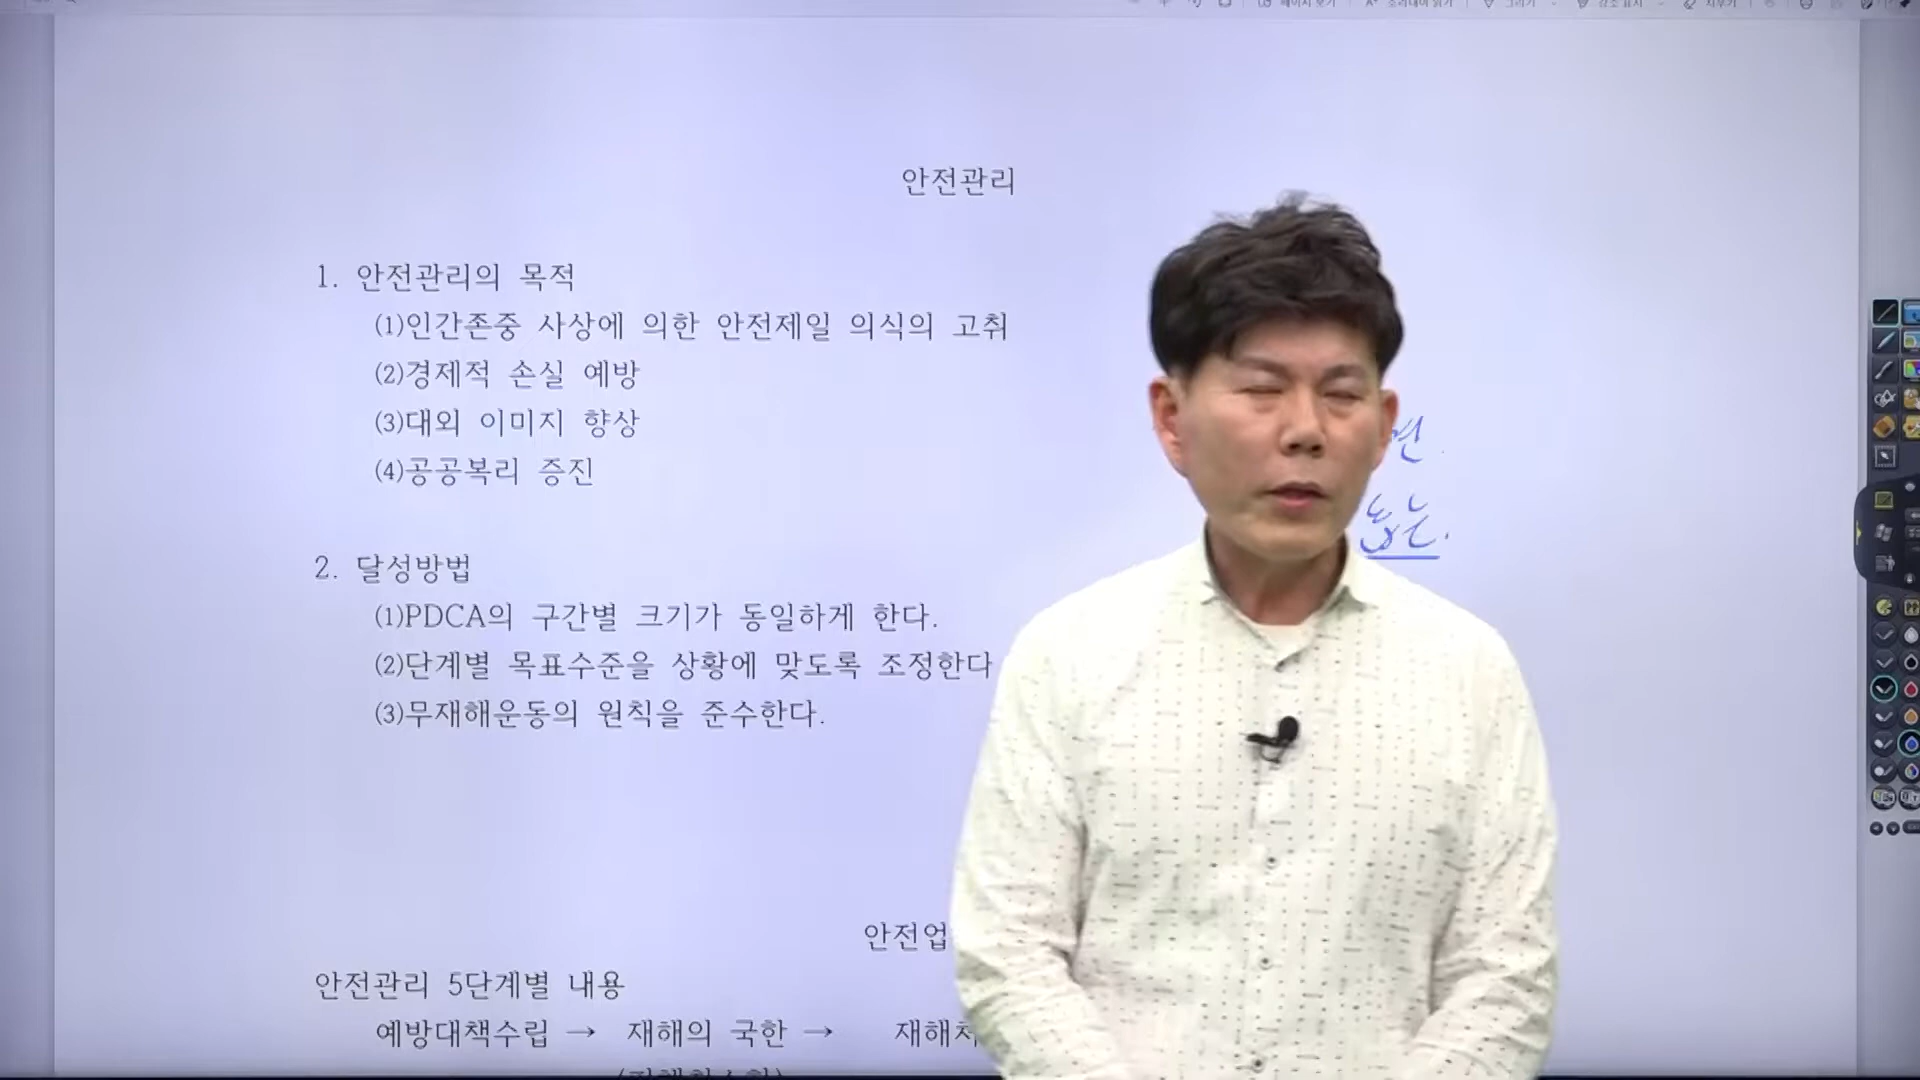 안전관리
1. 안전관리의 목적
(1)인간존중 사상에 의한 안전제일 의식의 고취
(2)경제적 손실 예방
(3)대외 이미지 향상
(4)공공복리 증진
2. 달성방법
(1)PDCA의 구간별 크기가 동일하게 한다.
(2)단계별 목표수준을 상황에 맞도록 조정한다
(3)무재해운동의 원칙을 준수한다.
안전업
안전관리 5단계별 내용
예방대책수립 → 재해의 국한 → 재해처